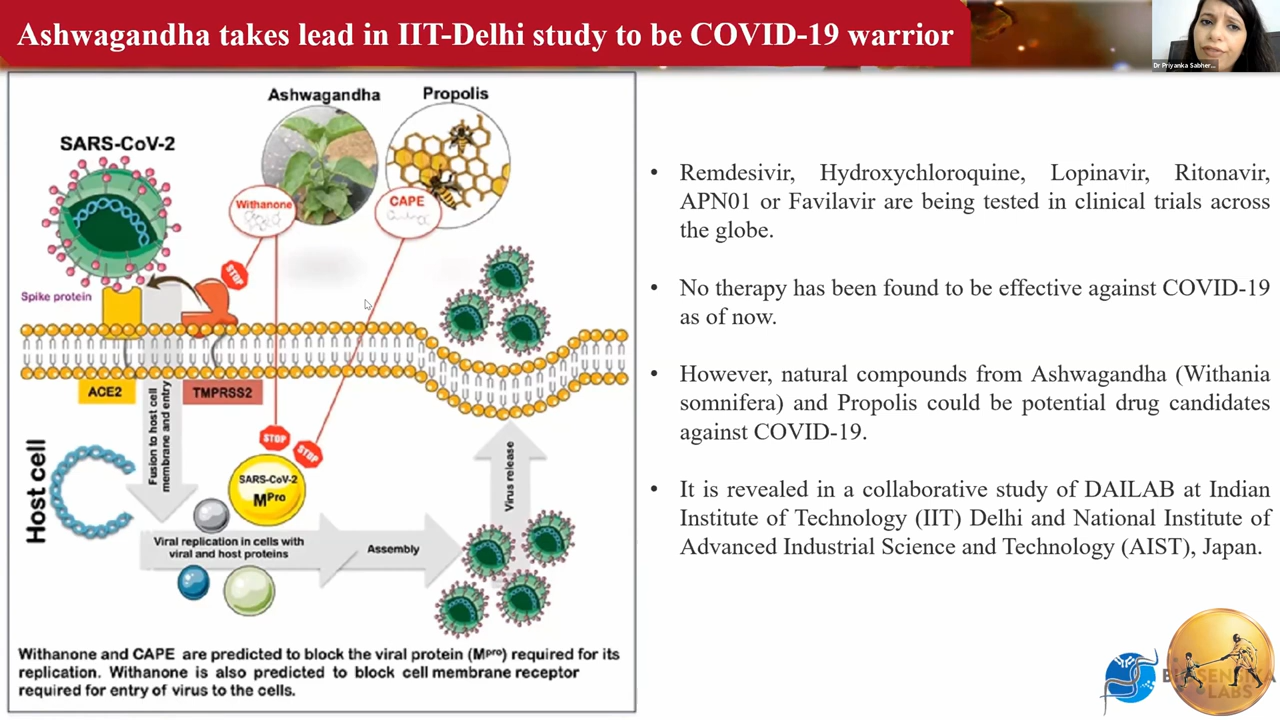 Ashwagandha takes lead in IIT-Delhi study to be COVID-19 warrior
Dr Priyanka Sabher...
Ashwagandha
Propolis
SARS-CoV-2
Withanone
CAPE
STOP
Spike protein
ACE2
TMPRSS2
Fusion to host cell
membrane and entry
Host cell
STOP
STOP
SARS-CoV-2
Mᴾʳᵒ
Viral replication in cells with
viral and host proteins
Assembly
Virus release
Withanone and CAPE are predicted to block the viral protein (Mᵖʳᵒ) required for its
replication. Withanone is also predicted to block cell membrane receptor
required for entry of virus to the cells.
• Remdesivir, Hydroxychloroquine, Lopinavir, Ritonavir,
APN01 or Favilavir are being tested in clinical trials across
the globe.
• No therapy has been found to be effective against COVID-19
as of now.
• However, natural compounds from Ashwagandha (Withania
somnifera) and Propolis could be potential drug candidates
against COVID-19.
• It is revealed in a collaborative study of DAILAB at Indian
Institute of Technology (IIT) Delhi and National Institute of
Advanced Industrial Science and Technology (AIST), Japan.
LABS